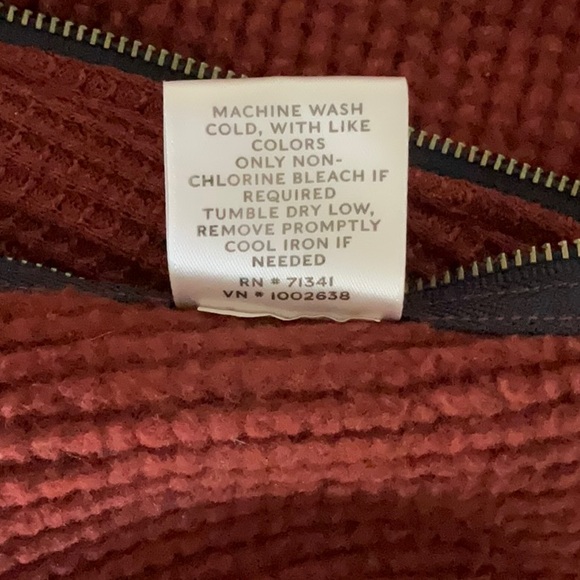 MACHINE WASH
COLD, WITH LIKE
COLORS
ONLY NON-
CHLORINE BLEACH IF
REQUIRED
TUMBLE DRY LOW,
REMOVE PROMPTLY
COOL IRON IF
NEEDED
RN # 71341
VN # 1002638